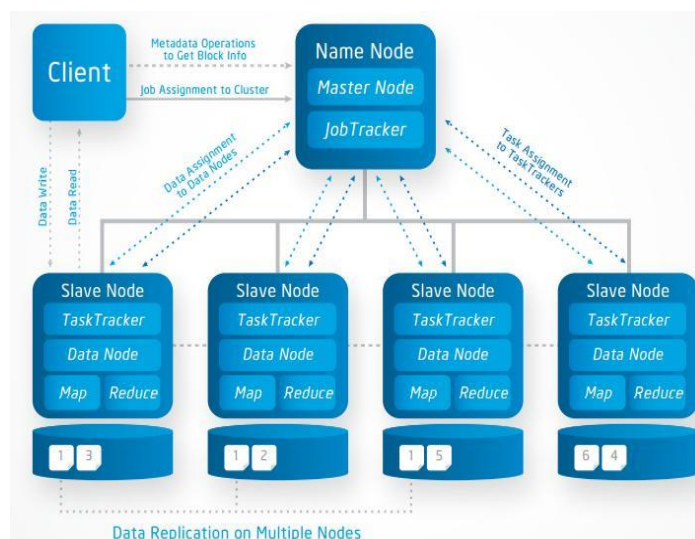 Client
Metadata Operations
to Get Block Info
Job Assignment to Cluster
Name Node
Master Node
JobTracker
Data Assignment
to Data Nodes
Task Assignment
to TaskTrackers
Data Write
Data Read
Slave Node
TaskTracker
Data Node
Map Reduce
1 3
Slave Node
TaskTracker
Data Node
Map Reduce
1 2
Slave Node
TaskTracker
Data Node
Map Reduce
1 5
Slave Node
TaskTracker
Data Node
Map Reduce
6 4
Data Replication on Multiple Nodes